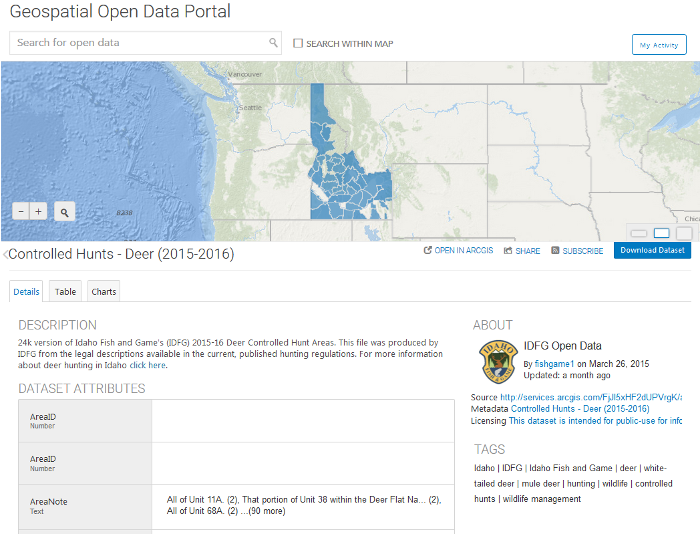 Geospatial Open Data Portal
Search for open data
SEARCH WITHIN MAP
My Activity
Vancouver
Seattle
Chica
Controlled Hunts - Deer (2015-2016)
OPEN IN ARCGIS
SHARE
SUBSCRIBE
Download Dataset
Details
Table
Charts
DESCRIPTION
24k version of Idaho Fish and Game's (IDFG) 2015-16 Deer Controlled Hunt Areas. This file was produced by
IDFG from the legal descriptions available in the current, published hunting regulations. For more information
about deer hunting in Idaho click here.
DATASET ATTRIBUTES
AreaID
Number
AreaID
Number
AreaNote
Text
All of Unit 11A. (2), That portion of Unit 38 within the Deer Flat Na... (2),
All of Unit 68A. (2) ...(90 more)
ABOUT
IDAHO
FISH & GAME
IDFG Open Data
By fishgame1 on March 26, 2015
Updated: a month ago
Source http://services.arcgis.com/FjJI5xHF2dUPVrgK/a
Metadata Controlled Hunts - Deer (2015-2016)
Licensing This dataset is intended for public-use for infc
TAGS
Idaho | IDFG | Idaho Fish and Game | deer | white-
tailed deer | mule deer | hunting | wildlife | controlled
hunts | wildlife management